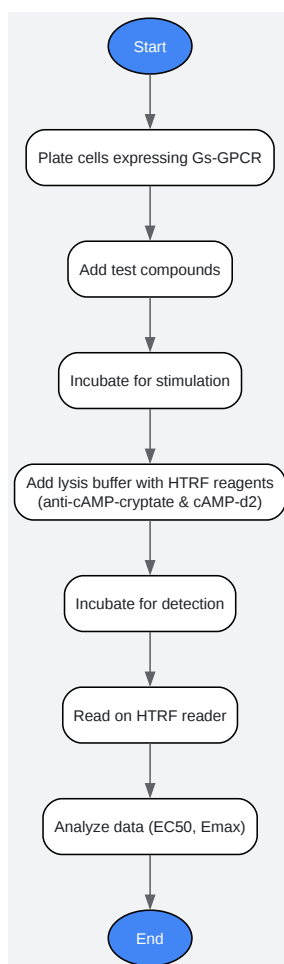 Start
Plate cells expressing Gs-GPCR
Add test compounds
Incubate for stimulation
Add lysis buffer with HTRF reagents
(anti-cAMP-cryptate & cAMP-d2)
Incubate for detection
Read on HTRF reader
Analyze data (EC50, Emax)
End